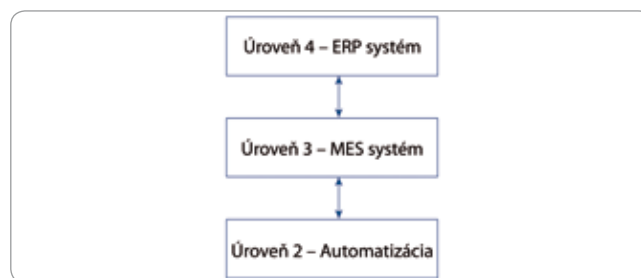 Úroveň 4 – ERP systém
Úroveň 3 – MES systém
Úroveň 2 – Automatizácia